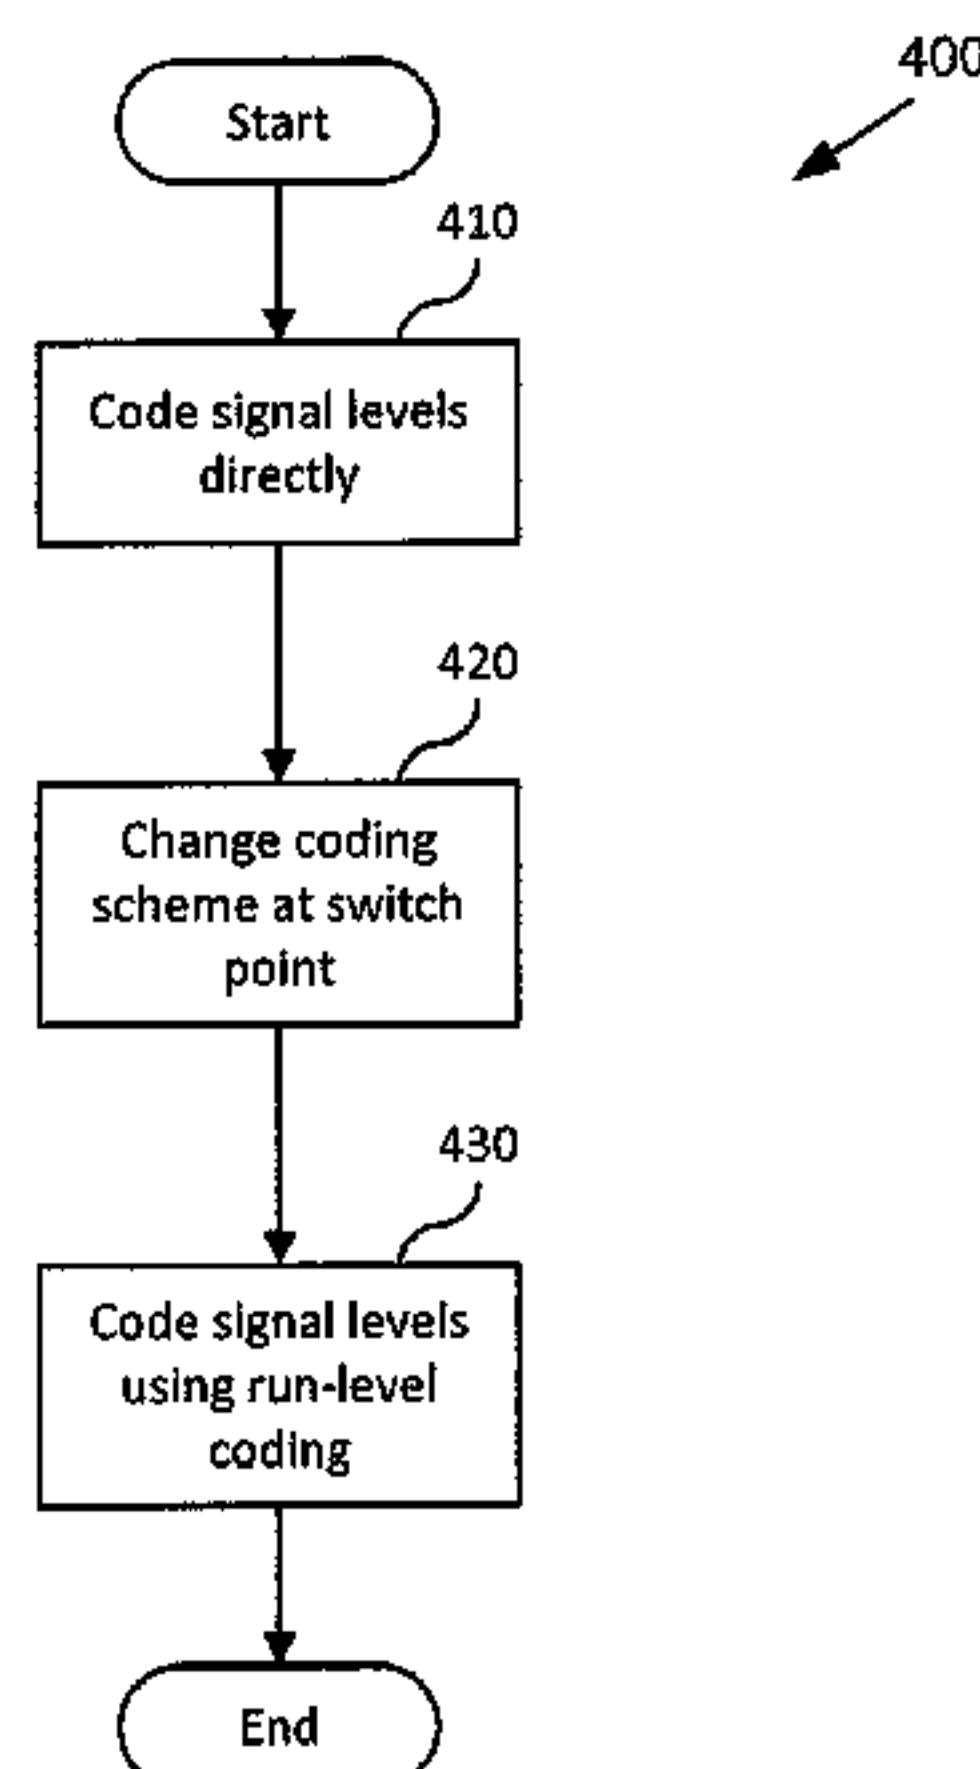 400
Start
410
Code signal levels
directly
420
Change coding
scheme at switch
point
430
Code signal levels
using run-level
coding
End